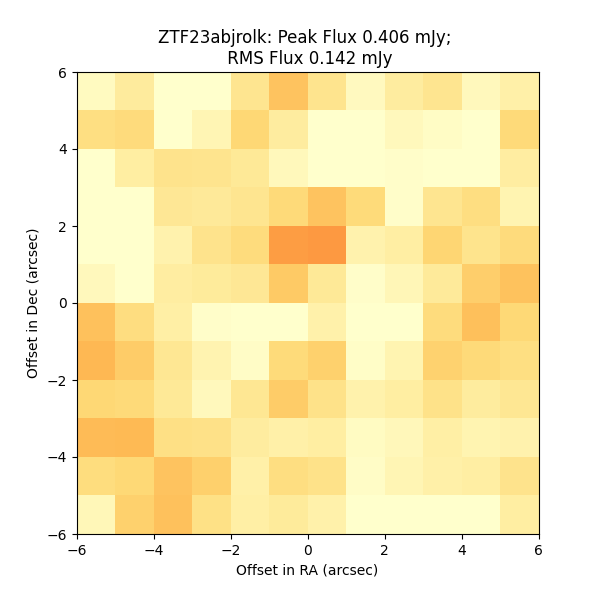 ZTF23abjrolk: Peak Flux 0.406 mJy;
RMS Flux 0.142 mJy
6
4
2
0
−2
−4
−6
Offset in Dec (arcsec)
−6 −4 −2 0 2 4 6
Offset in RA (arcsec)